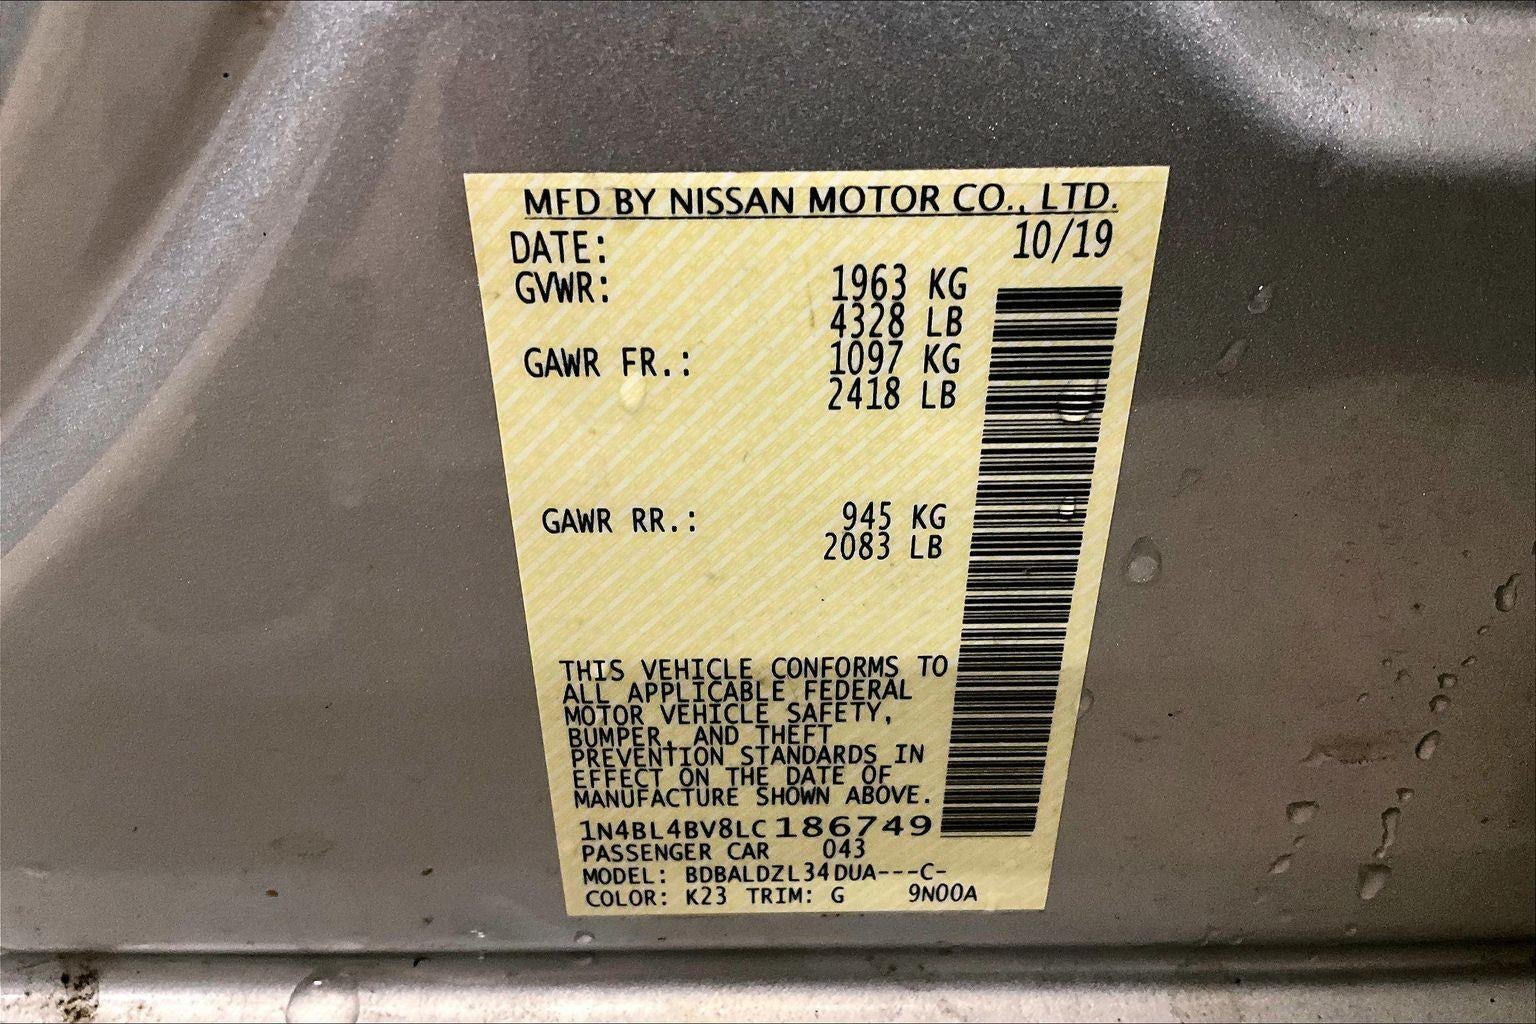 MFD BY NISSAN MOTOR CO., LTD.
DATE: 10/19
GVWR: 1963 KG
4328 LB
GAWR FR.: 1097 KG
2418 LB
GAWR RR.: 945 KG
2083 LB
THIS VEHICLE CONFORMS TO
ALL APPLICABLE FEDERAL
MOTOR VEHICLE SAFETY,
BUMPER, AND THEFT
PREVENTION STANDARDS IN
EFFECT ON THE DATE OF
MANUFACTURE SHOWN ABOVE.
1N4BL4BV8LC186749
PASSENGER CAR 043
MODEL: BDBALDZL34DUA---C-
COLOR: K23 TRIM: G 9N00A